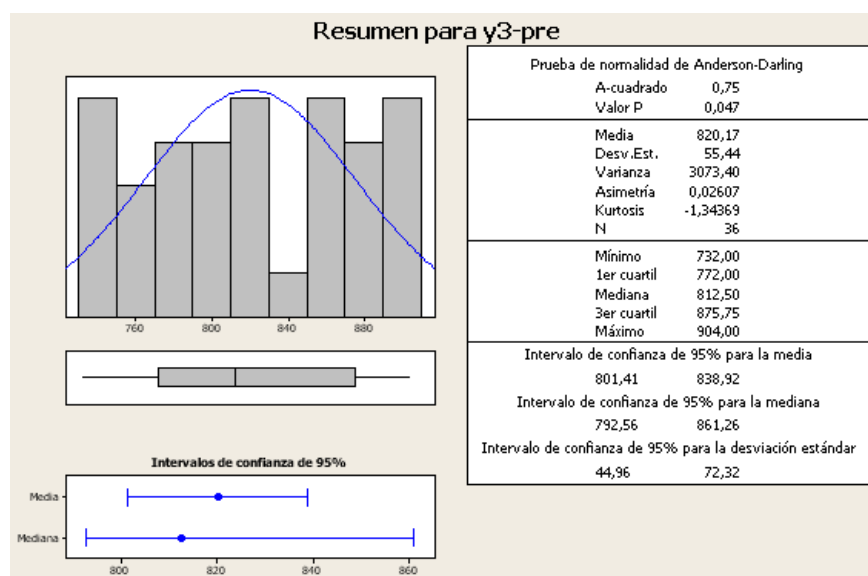 Resumen para y3-pre
760 800 840 880
Intervalos de confianza de 95%
Media
Mediana
800 820 840 860
Prueba de normalidad de Anderson-Darling
A-cuadrado 0,75
Valor P 0,047
Media 820,17
Desv.Est. 55,44
Varianza 3073,40
Asimetría 0,02607
Kurtosis -1,34369
N 36
Mínimo 732,00
1er cuartil 772,00
Mediana 812,50
3er cuartil 875,75
Máximo 904,00
Intervalo de confianza de 95% para la media
801,41 838,92
Intervalo de confianza de 95% para la mediana
792,56 861,26
Intervalo de confianza de 95% para la desviación estándar
44,96 72,32